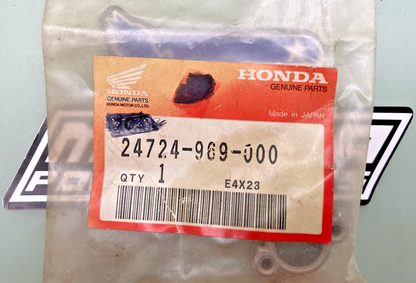 HONDA
GENUINE PARTS
HONDA MOTOR CO., LTD.
HONDA
GENUINE PARTS
Made in JAPAN
24724-969-000
QTY 1
E4X23